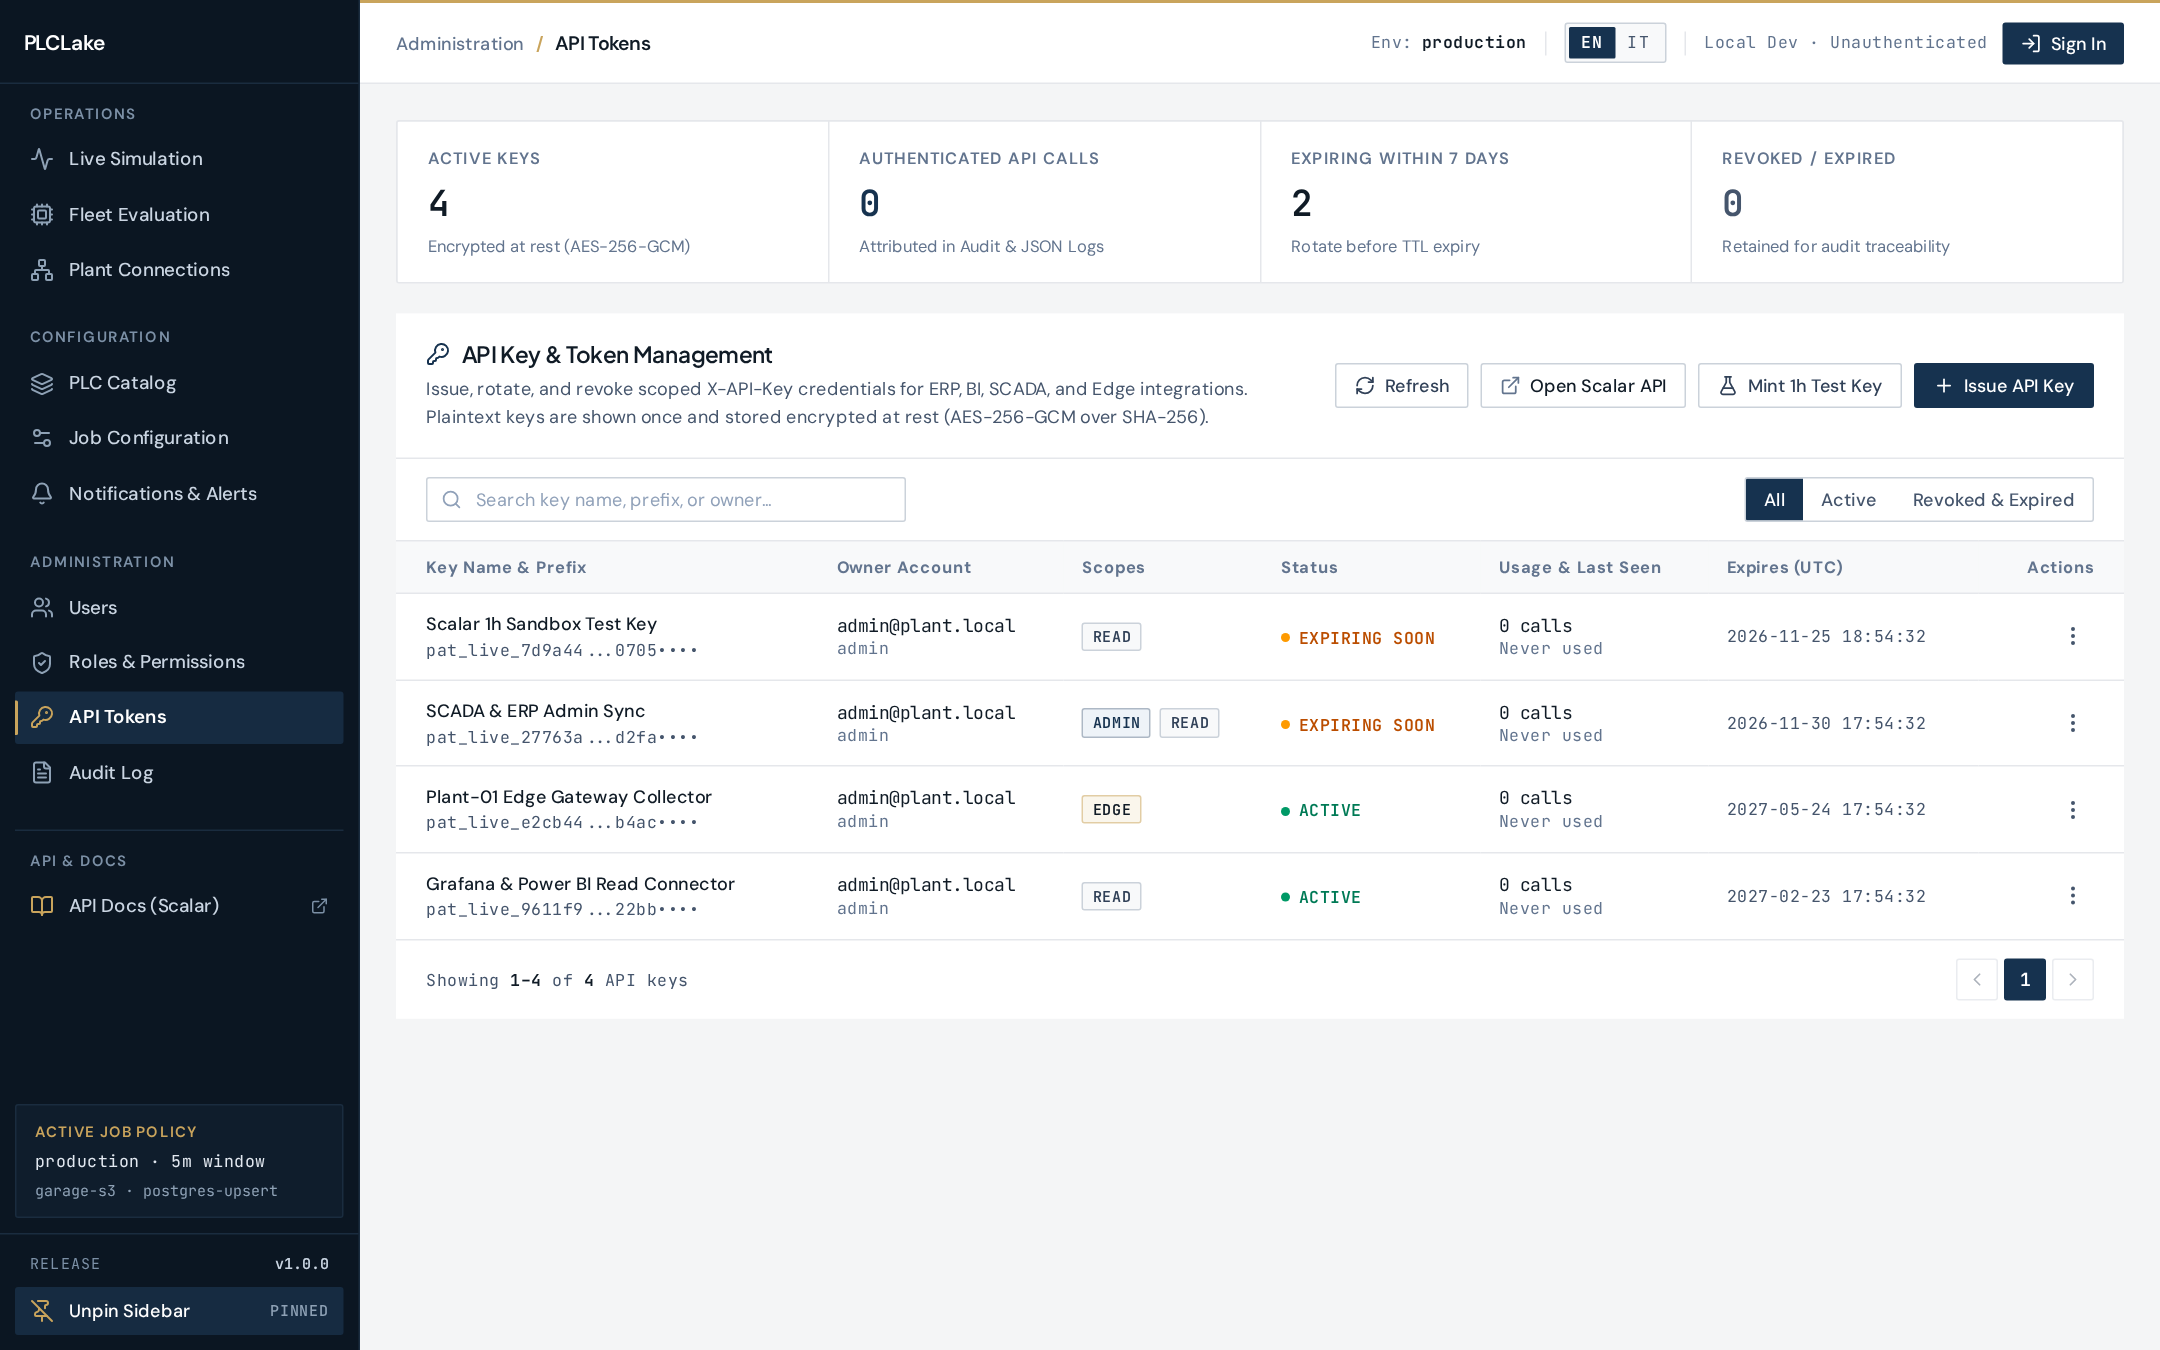 PLCLake
OPERATIONS
Live Simulation
Fleet Evaluation
Plant Connections
CONFIGURATION
PLC Catalog
Job Configuration
Notifications & Alerts
ADMINISTRATION
Users
Roles & Permissions
API Tokens
Audit Log
API & DOCS
API Docs (Scalar)
ACTIVE JOB POLICY
production · 5m window
garage-s3 · postgres-upsert
RELEASE v1.0.0
Unpin Sidebar PINNED
Administration / API Tokens
Env: production EN IT Local Dev · Unauthenticated Sign In
ACTIVE KEYS
4
Encrypted at rest (AES-256-GCM)
AUTHENTICATED API CALLS
0
Attributed in Audit & JSON Logs
EXPIRING WITHIN 7 DAYS
2
Rotate before TTL expiry
REVOKED / EXPIRED
0
Retained for audit traceability
API Key & Token Management
Issue, rotate, and revoke scoped X-API-Key credentials for ERP, BI, SCADA, and Edge integrations.
Plaintext keys are shown once and stored encrypted at rest (AES-256-GCM over SHA-256).
Refresh Open Scalar API Mint 1h Test Key Issue API Key
Search key name, prefix, or owner...
All Active Revoked & Expired
Key Name & Prefix Owner Account Scopes Status Usage & Last Seen Expires (UTC) Actions
Scalar 1h Sandbox Test Key admin@plant.local READ EXPIRING SOON 0 calls 2026-11-25 18:54:32
pat_live_7d9a44...0705•••• admin Never used
SCADA & ERP Admin Sync admin@plant.local ADMIN READ EXPIRING SOON 0 calls 2026-11-30 17:54:32
pat_live_27763a...d2fa•••• admin Never used
Plant-01 Edge Gateway Collector admin@plant.local EDGE ACTIVE 0 calls 2027-05-24 17:54:32
pat_live_e2cb44...b4ac•••• admin Never used
Grafana & Power BI Read Connector admin@plant.local READ ACTIVE 0 calls 2027-02-23 17:54:32
pat_live_9611f9...22bb•••• admin Never used
Showing 1–4 of 4 API keys
1